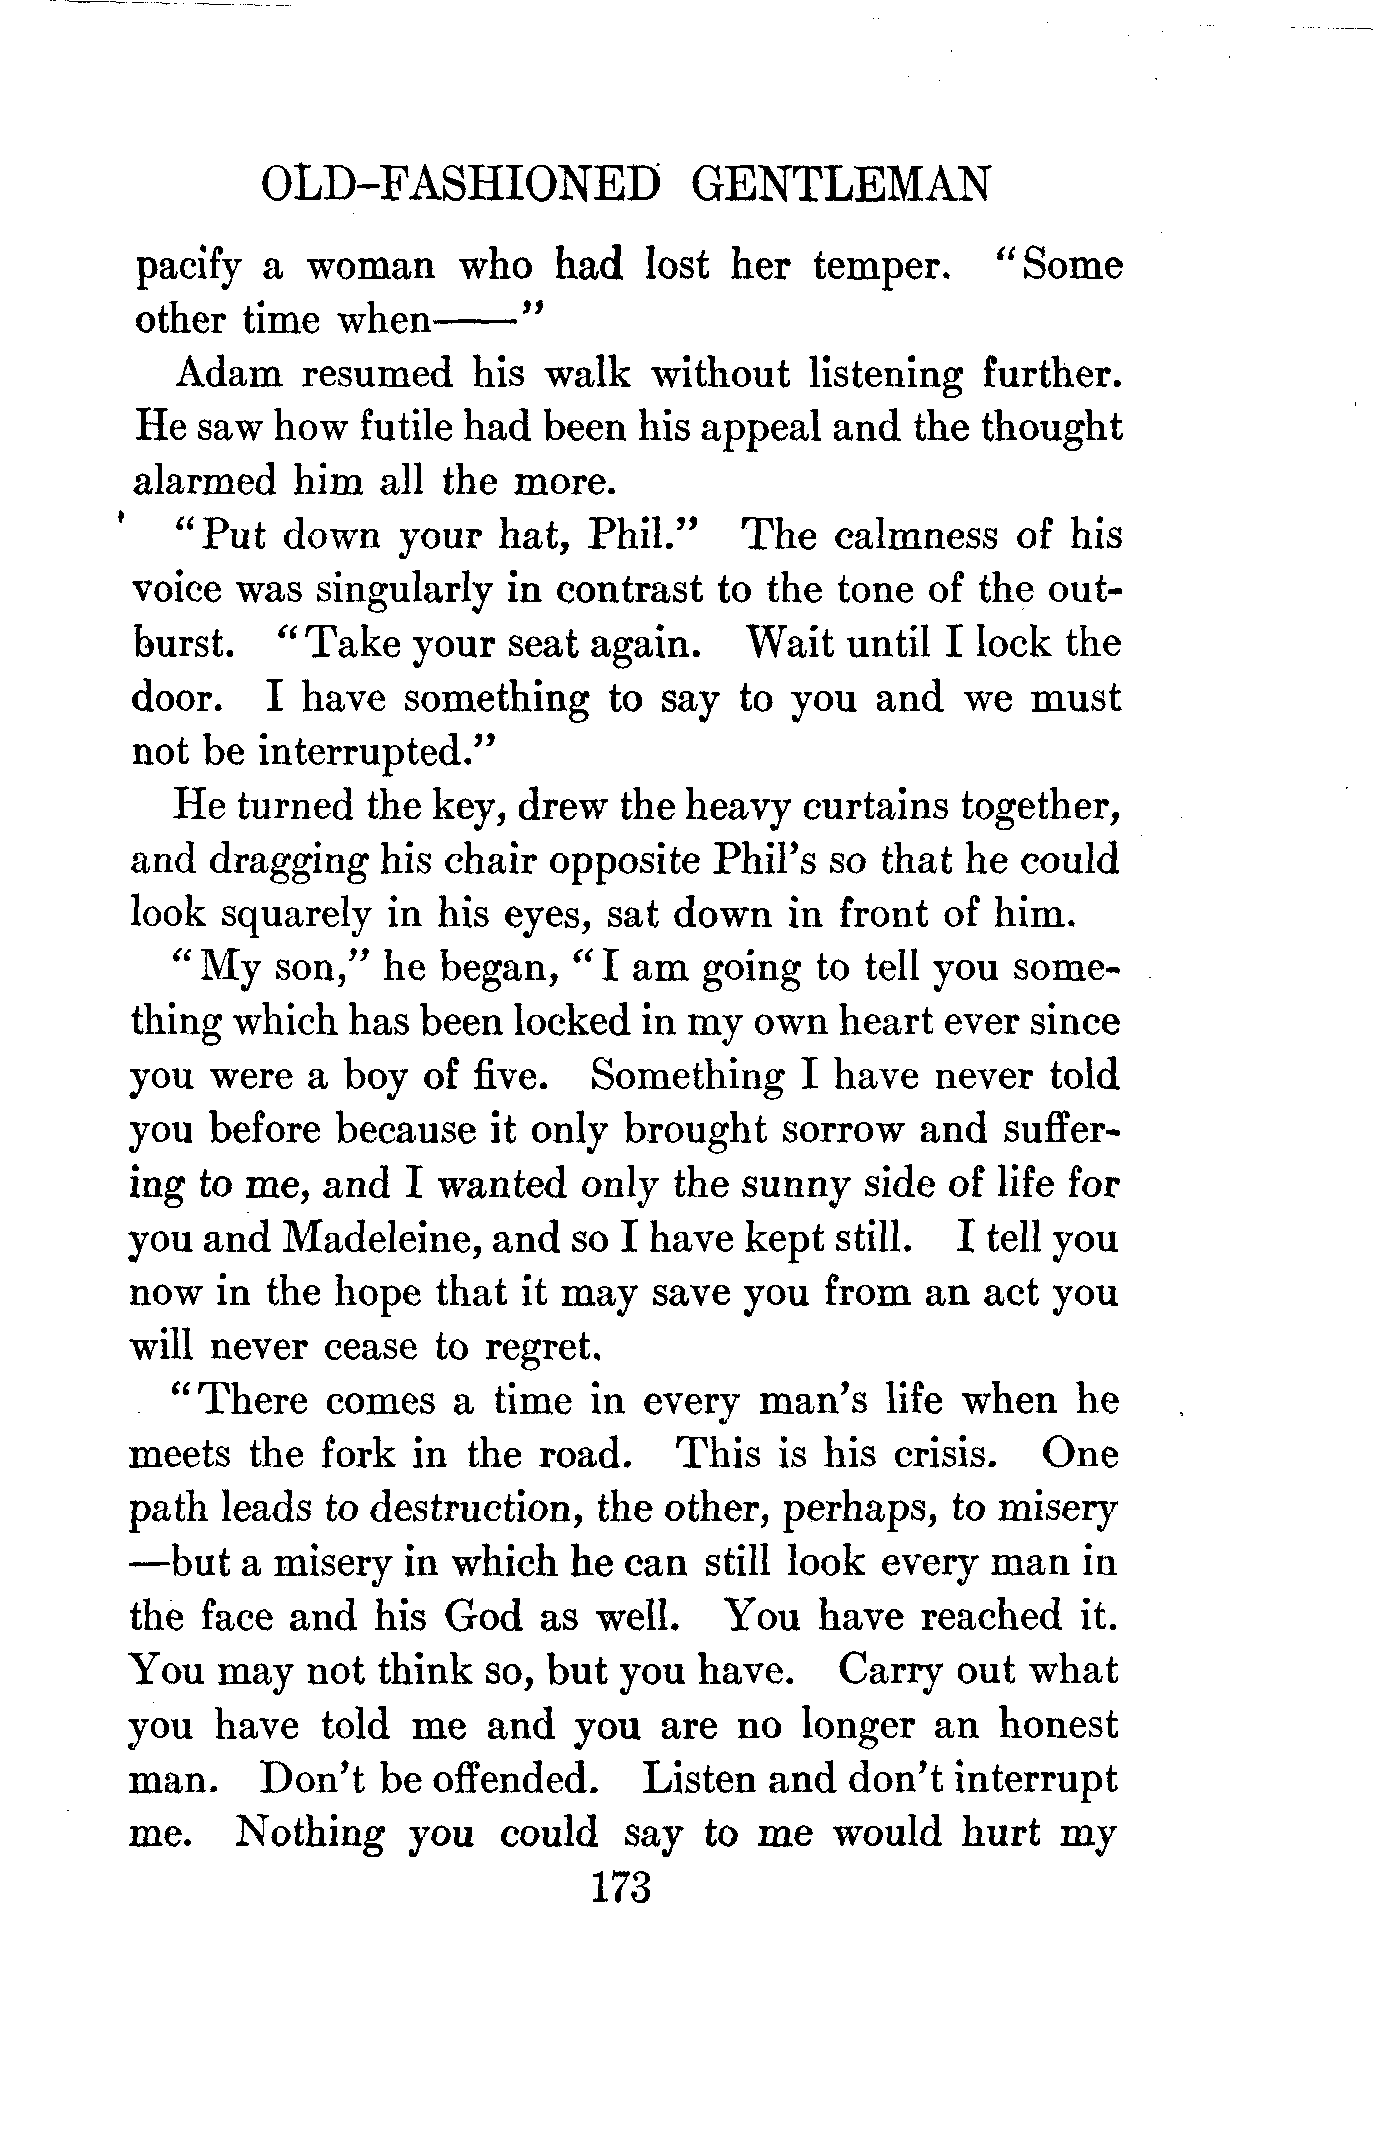 OLD-FASHIONED GENTLEMAN
pacify a woman who had lost her temper. "Some
other time when——"
Adam resumed his walk without listening further.
He saw how futile had been his appeal and the thought
alarmed him all the more.
"Put down your hat, Phil." The calmness of his
voice was singularly in contrast to the tone of the out-
burst. "Take your seat again. Wait until I lock the
door. I have something to say to you and we must
not be interrupted."
He turned the key, drew the heavy curtains together,
and dragging his chair opposite Phil's so that he could
look squarely in his eyes, sat down in front of him.
"My son," he began, "I am going to tell you some-
thing which has been locked in my own heart ever since
you were a boy of five. Something I have never told
you before because it only brought sorrow and suffer-
ing to me, and I wanted only the sunny side of life for
you and Madeleine, and so I have kept still. I tell you
now in the hope that it may save you from an act you
will never cease to regret.
"There comes a time in every man's life when he
meets the fork in the road. This is his crisis. One
path leads to destruction, the other, perhaps, to misery
—but a misery in which he can still look every man in
the face and his God as well. You have reached it.
You may not think so, but you have. Carry out what
you have told me and you are no longer an honest
man. Don't be offended. Listen and don't interrupt
me. Nothing you could say to me would hurt my
173